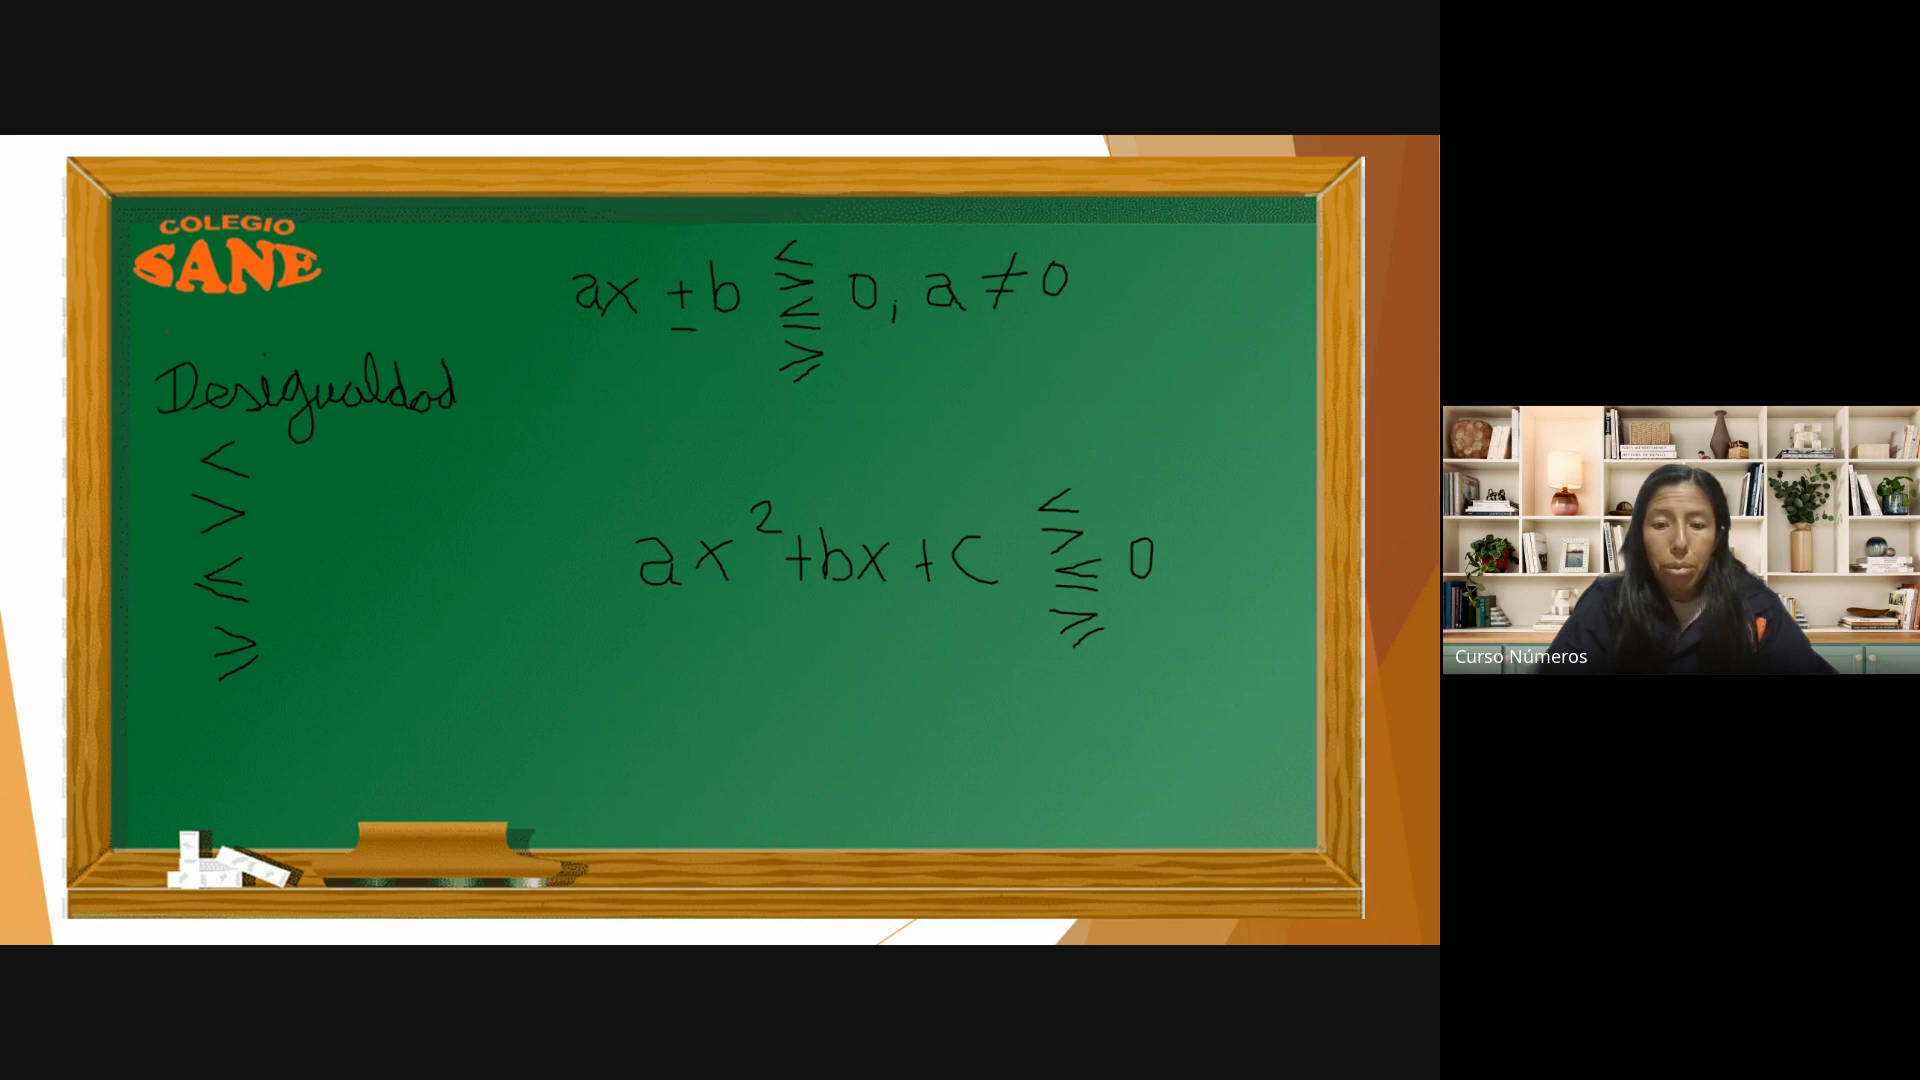 COLEGIO
SANE
ax ± b < > ≤ ≥ 0, a ≠ 0
Desigualdad
<
>
≤
≥
ax² + bx + c < > ≤ ≥ 0
Curso Números